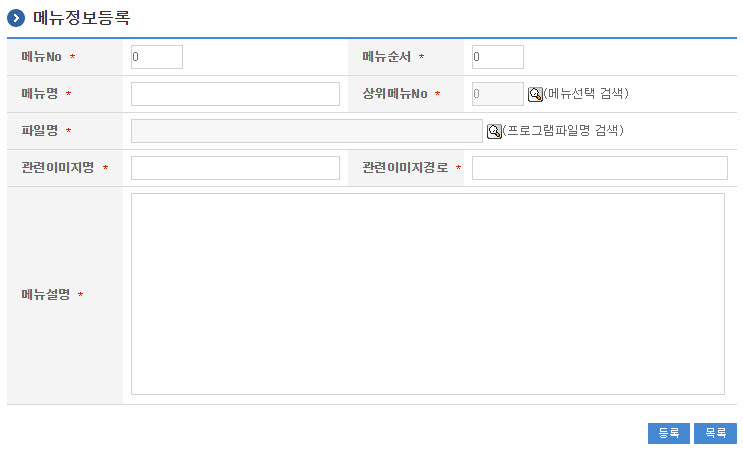 메뉴정보등록
메뉴No * 0 메뉴순서 * 0
메뉴명 * 상위메뉴No * 0 (메뉴선택 검색)
파일명 * (프로그램파일명 검색)
관련이미지명 * 관련이미지경로 *
메뉴설명 *
등록 목록